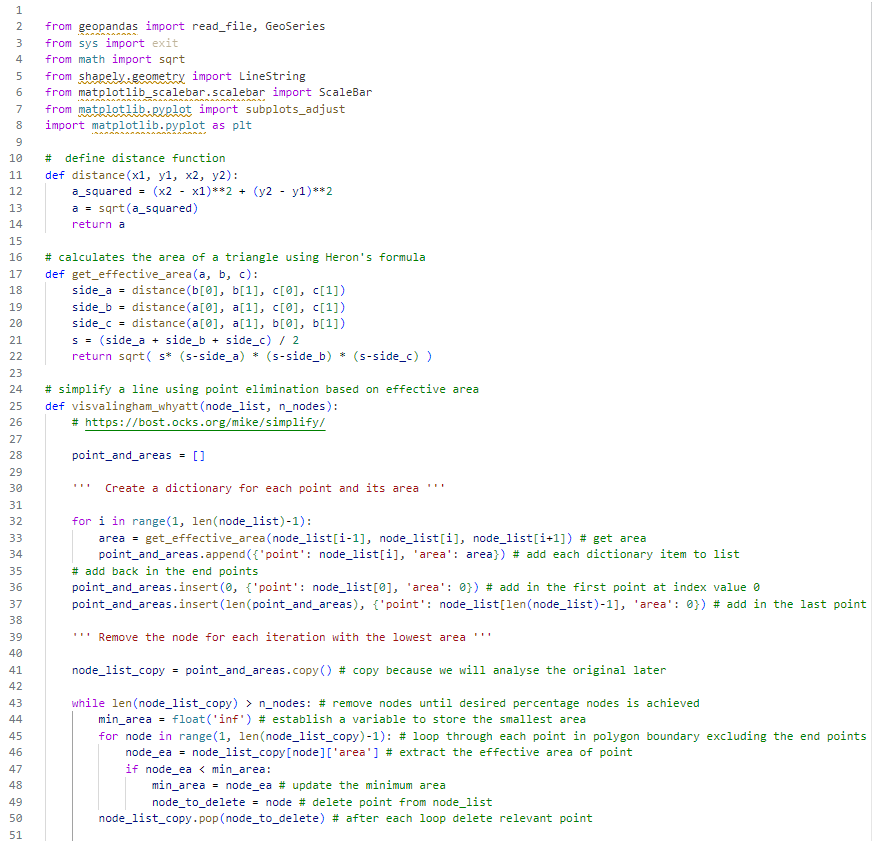 1
2 from geopandas import read_file, GeoSeries
3 from sys import exit
4 from math import sqrt
5 from shapely.geometry import LineString
6 from matplotlib_scalebar.scalebar import ScaleBar
7 from matplotlib.pyplot import subplots_adjust
8 import matplotlib.pyplot as plt
9
10 #  define distance function
11 def distance(x1, y1, x2, y2):
12     a_squared = (x2 - x1)**2 + (y2 - y1)**2
13     a = sqrt(a_squared)
14     return a
15
16 # calculates the area of a triangle using Heron's formula
17 def get_effective_area(a, b, c):
18     side_a = distance(b[0], b[1], c[0], c[1])
19     side_b = distance(a[0], a[1], c[0], c[1])
20     side_c = distance(a[0], a[1], b[0], b[1])
21     s = (side_a + side_b + side_c) / 2
22     return sqrt( s* (s-side_a) * (s-side_b) * (s-side_c) )
23
24 # simplify a line using point elimination based on effective area
25 def visvalingham_whyatt(node_list, n_nodes):
26     # https://bost.ocks.org/mike/simplify/
27
28     point_and_areas = []
29
30     '''  Create a dictionary for each point and its area '''
31
32     for i in range(1, len(node_list)-1):
33         area = get_effective_area(node_list[i-1], node_list[i], node_list[i+1]) # get area
34         point_and_areas.append({'point': node_list[i], 'area': area}) # add each dictionary item to list
35     # add back in the end points
36     point_and_areas.insert(0, {'point': node_list[0], 'area': 0}) # add in the first point at index value 0
37     point_and_areas.insert(len(point_and_areas), {'point': node_list[len(node_list)-1], 'area': 0}) # add in the last point
38
39     ''' Remove the node for each iteration with the lowest area '''
40
41     node_list_copy = point_and_areas.copy() # copy because we will analyse the original later
42
43     while len(node_list_copy) > n_nodes: # remove nodes until desired percentage nodes is achieved
44         min_area = float('inf') # establish a variable to store the smallest area
45         for node in range(1, len(node_list_copy)-1): # loop through each point in polygon boundary excluding the end points
46             node_ea = node_list_copy[node]['area'] # extract the effective area of point
47             if node_ea < min_area:
48                 min_area = node_ea # update the minimum area
49                 node_to_delete = node # delete point from node_list
50         node_list_copy.pop(node_to_delete) # after each loop delete relevant point
51